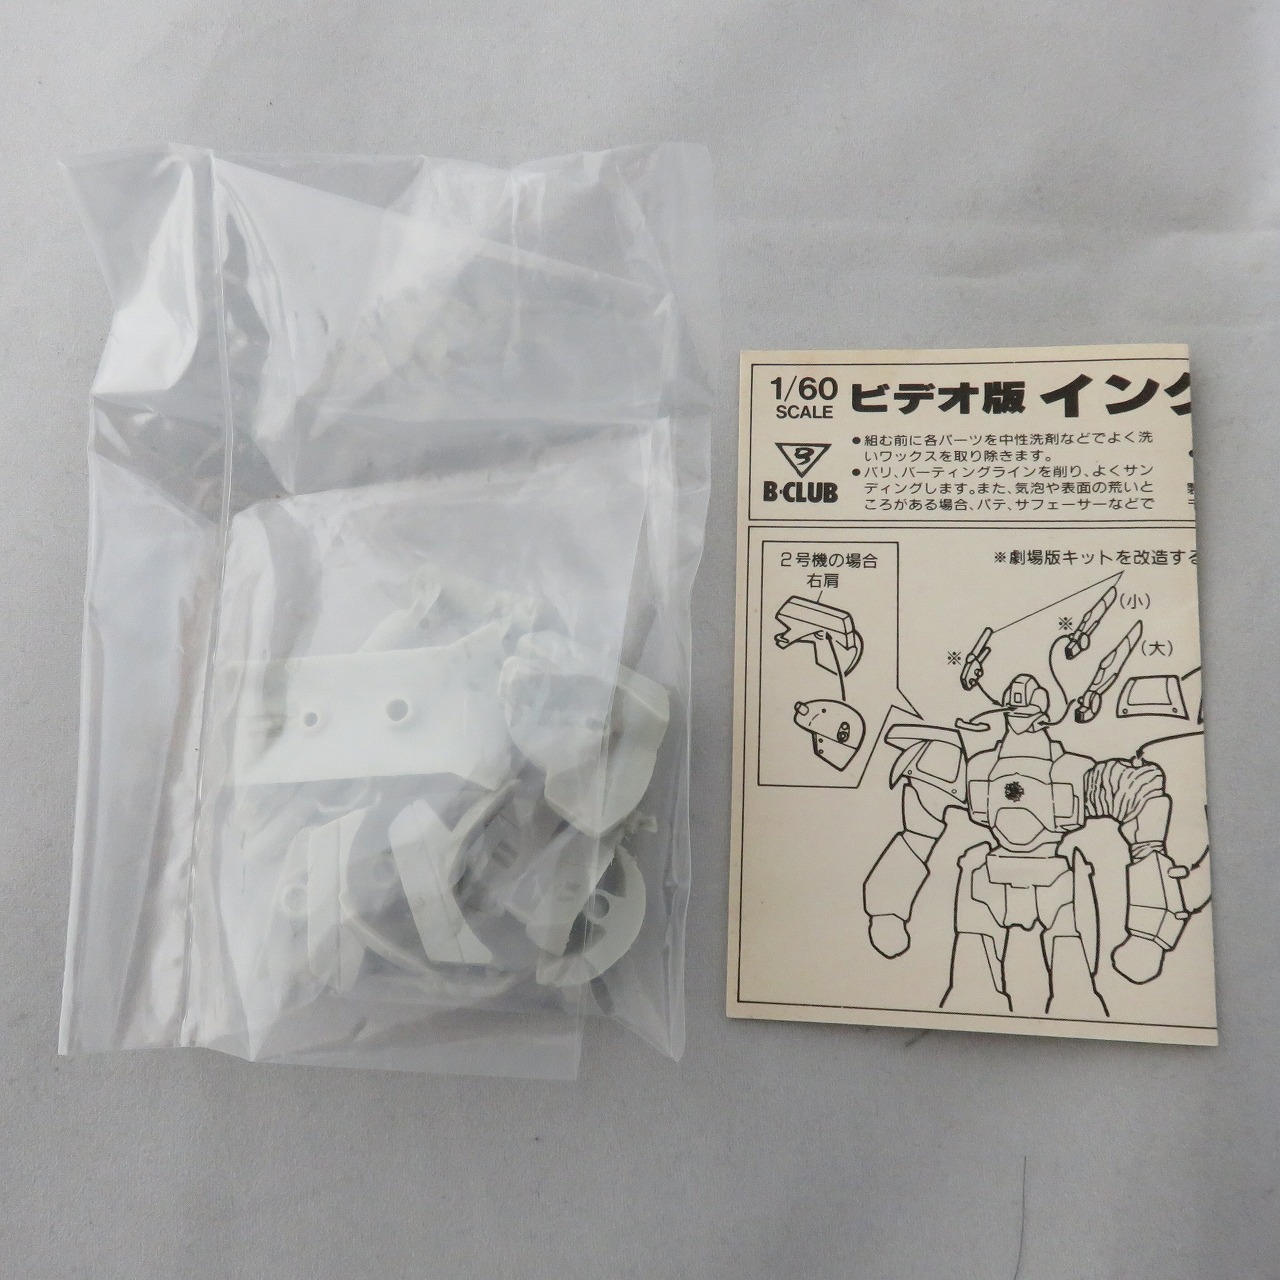 1/60
SCALE
ビデオ版 イング
B-CLUB
●組む前に各パーツを中性洗剤などでよく洗
いワックスを取り除きます。
●バリ、パーティングラインを削り、よくサン
ディングします。また、気泡や表面の荒いと
ころがある場合、パテ、サフェーサーなどで
2号機の場合
右肩
※劇場版キットを改造する
※
(小)
※
(大)